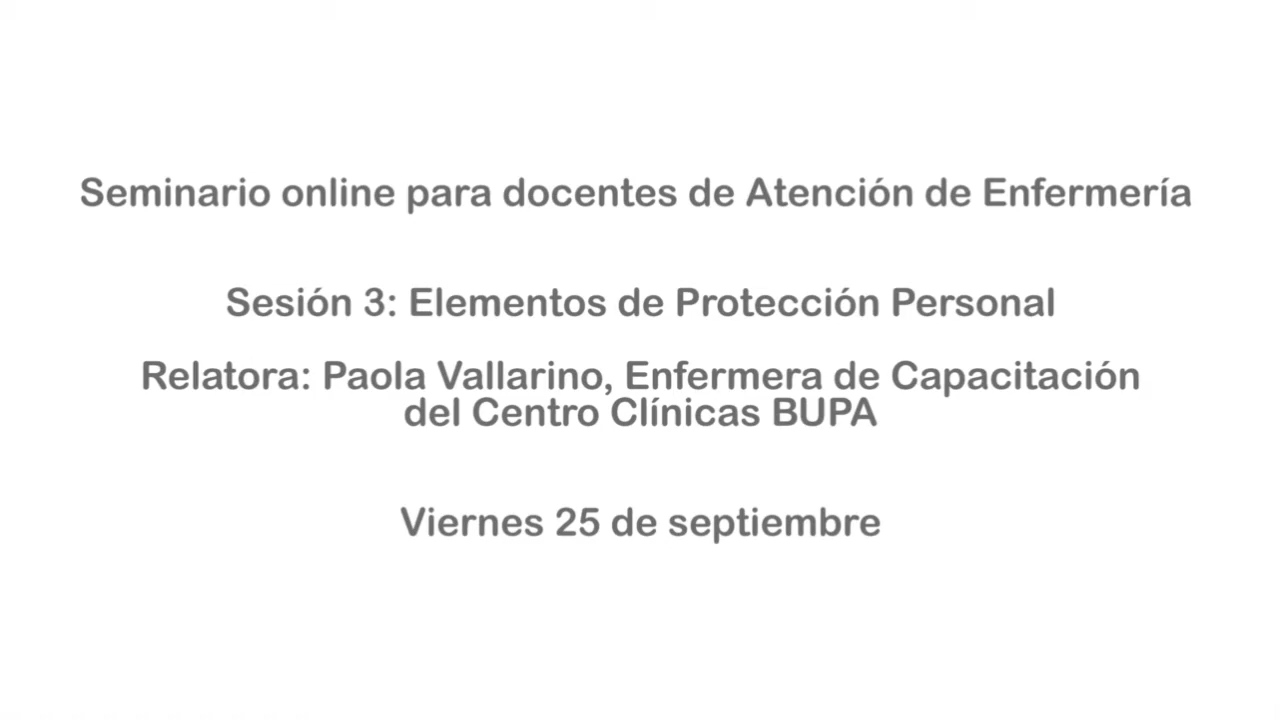 Seminario online para docentes de Atención de Enfermería
Sesión 3: Elementos de Protección Personal
Relatora: Paola Vallarino, Enfermera de Capacitación
del Centro Clínicas BUPA
Viernes 25 de septiembre